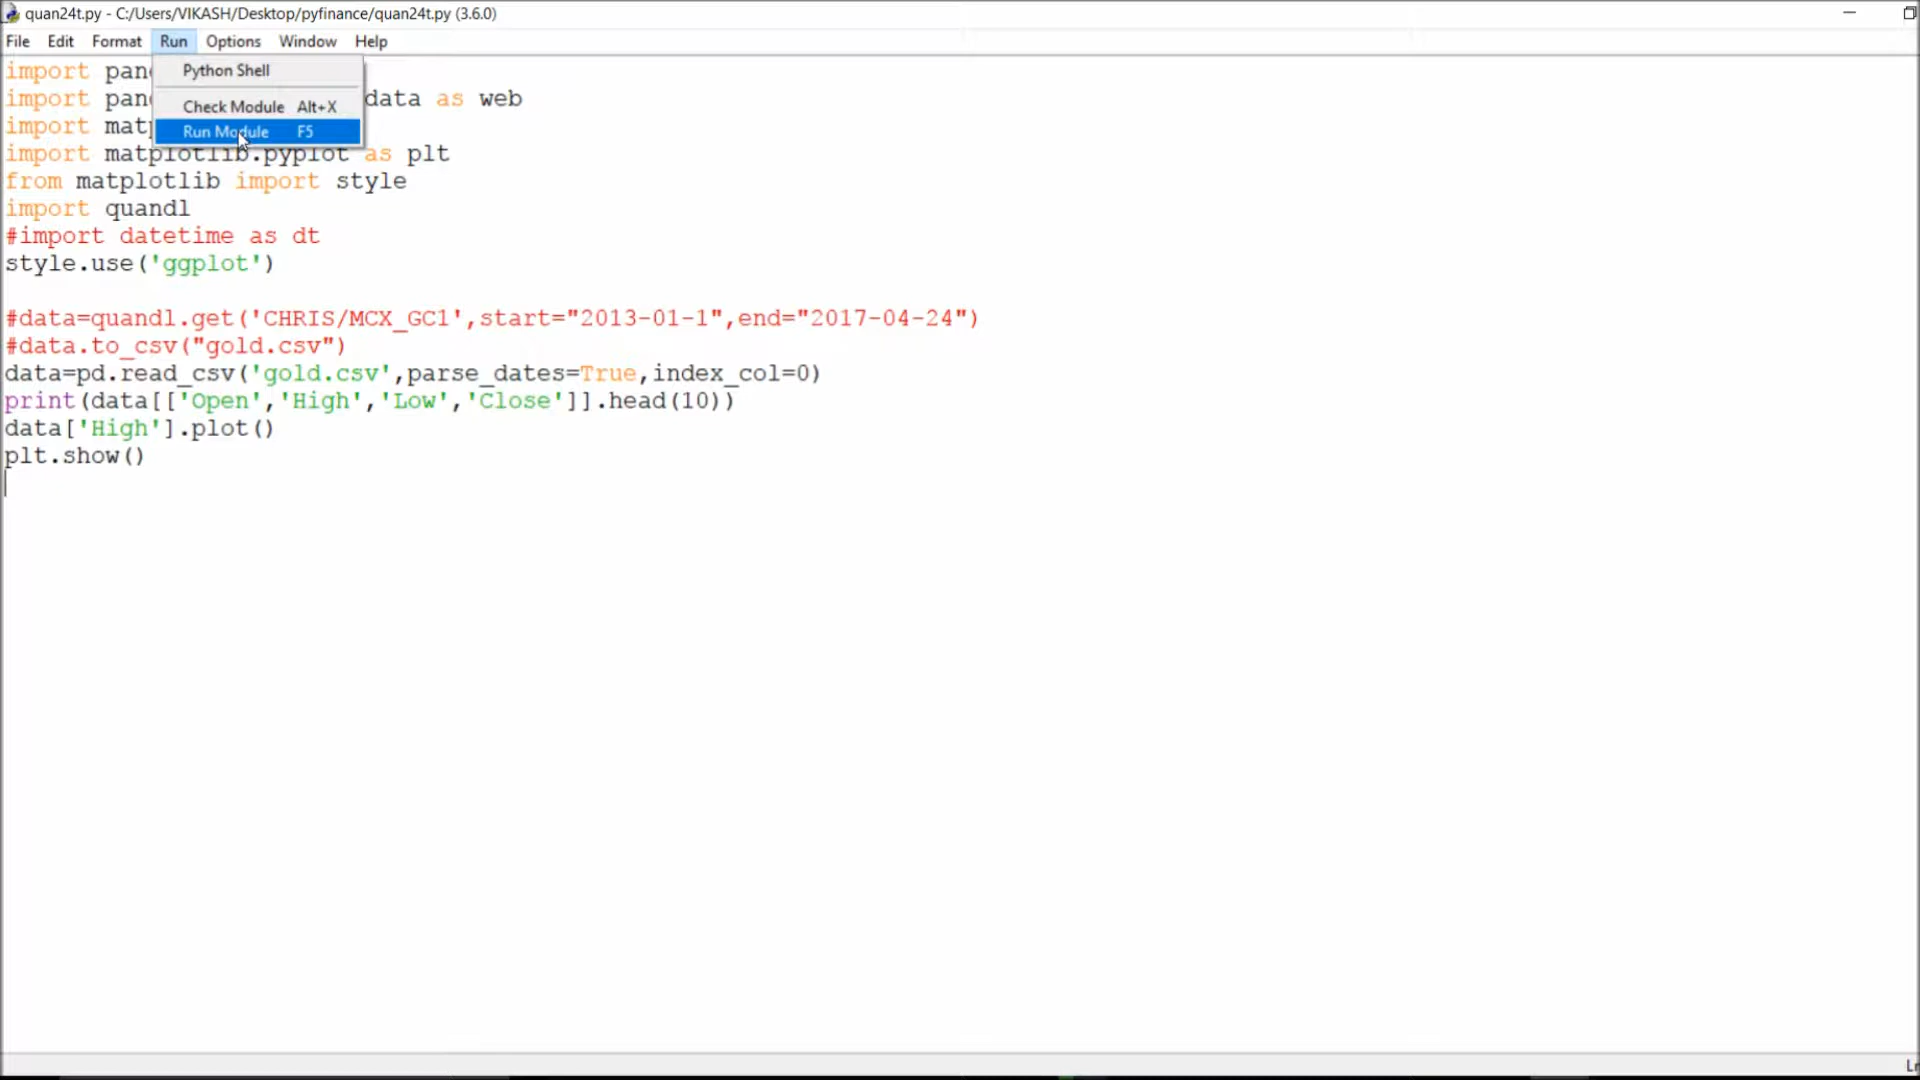 quan24t.py - C:/Users/VIKASH/Desktop/pyfinance/quan24t.py (3.6.0)
File Edit Format Run Options Window Help
Python Shell
Check Module Alt+X
Run Module F5
import pan
import pan data as web
import matp
import matplotlib.pyplot as plt
from matplotlib import style
import quandl
#import datetime as dt
style.use('ggplot')
#data=quandl.get('CHRIS/MCX_GC1',start="2013-01-1",end="2017-04-24")
#data.to_csv("gold.csv")
data=pd.read_csv('gold.csv',parse_dates=True,index_col=0)
print(data[['Open','High','Low','Close']].head(10))
data['High'].plot()
plt.show()